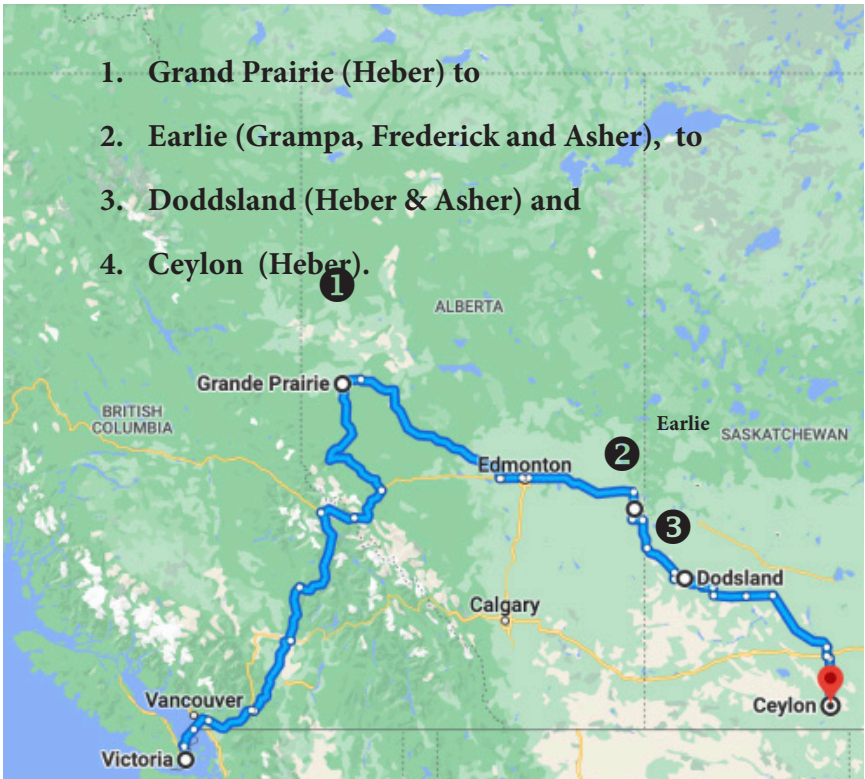 1. Grand Prairie (Heber) to
2. Earlie (Grampa, Frederick and Asher), to
3. Doddsland (Heber & Asher) and
4. Ceylon (Heber).
❶
ALBERTA
Grande Prairie
BRITISH
COLUMBIA
Earlie
SASKATCHEWAN
❷
Edmonton
❸
Dodsland
Calgary
Vancouver
Ceylon
Victoria